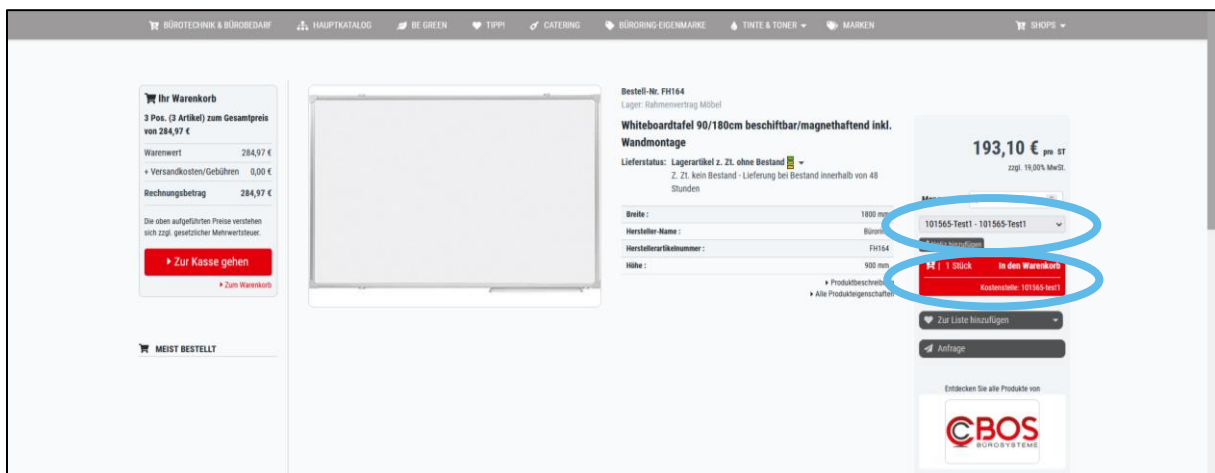 BÜROTECHNIK & BÜROBEDARF HAUPTKATALOG BE GREEN TIPP! CATERING BÜRORING-EIGENMARKE TINTE & TONER MARKEN SHOPS
Ihr Warenkorb
3 Pos. (3 Artikel) zum Gesamtpreis
von 284,97 €
Warenwert 284,97 €
+ Versandkosten/Gebühren 0,00 €
Rechnungsbetrag 284,97 €
Die oben aufgeführten Preise verstehen
sich zzgl. gesetzlicher Mehrwertsteuer.
Zur Kasse gehen
Zum Warenkorb
MEIST BESTELLT
Bestell-Nr. FH164
Lager: Rahmenvertrag Möbel
Whiteboardtafel 90/180cm beschiftbar/magnethaftend inkl.
Wandmontage
Lieferstatus: Lagerartikel z. Zt. ohne Bestand
Z. Zt. kein Bestand - Lieferung bei Bestand innerhalb von 48
Stunden
Breite : 1800 mm
Hersteller-Name :
Herstellerartikelnummer : FH164
Höhe : 900 mm
Produktbeschreibung
Alle Produkteigenschaften
193,10 € pro ST
zzgl. 19,00% MwSt.
101565-Test1 - 101565-Test1
hinzufügen
1 Stück In den Warenkorb
Kostenstelle: 101565-test1
Zur Liste hinzufügen
Anfrage
Entdecken Sie alle Produkte von
CBOS
BÜROSYSTEME